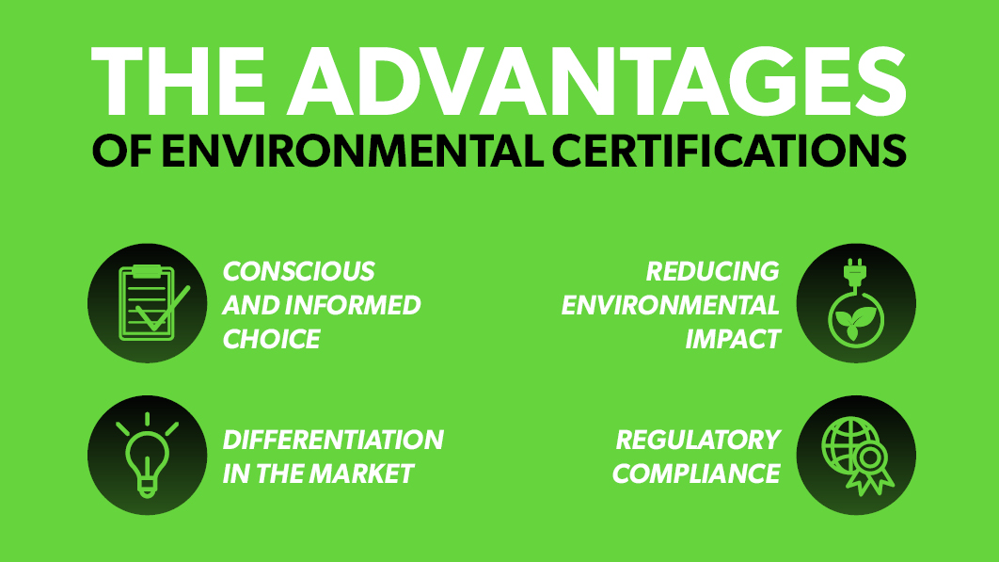 THE ADVANTAGES
OF ENVIRONMENTAL CERTIFICATIONS
CONSCIOUS
AND INFORMED
CHOICE
REDUCING
ENVIRONMENTAL
IMPACT
DIFFERENTIATION
IN THE MARKET
REGULATORY
COMPLIANCE